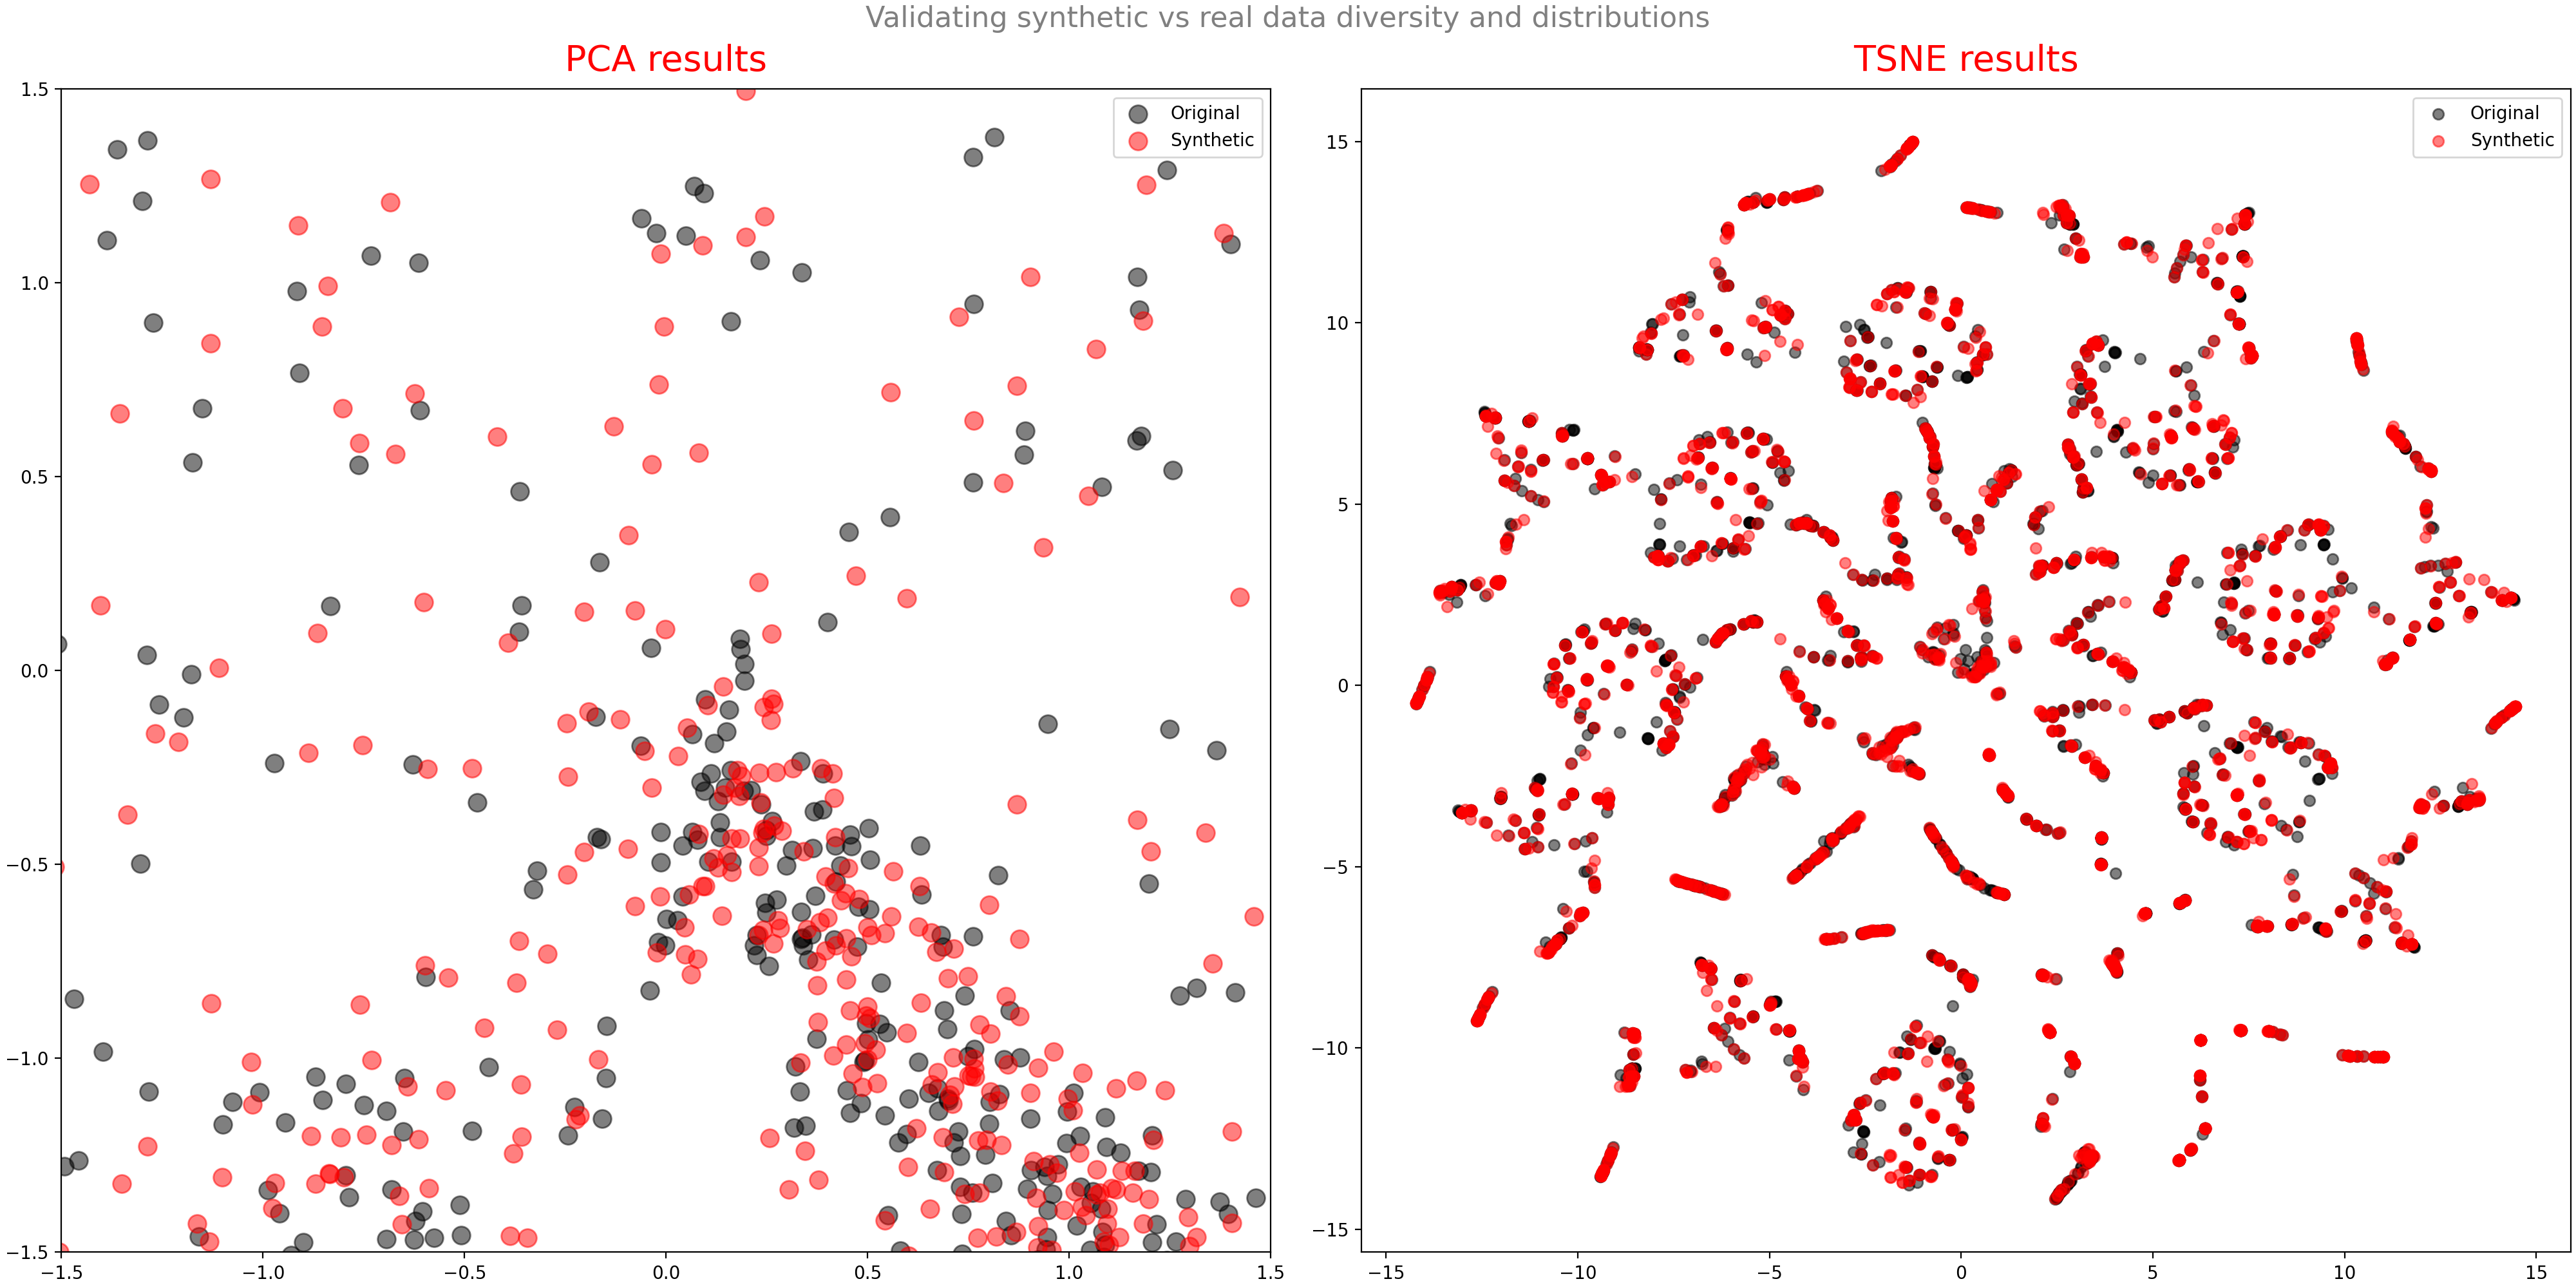 Validating synthetic vs real data diversity and distributions
PCA results
TSNE results
Original
Synthetic
1.5
1.0
0.5
0.0
−0.5
−1.0
−1.5
−1.5 −1.0 −0.5 0.0 0.5 1.0 1.5
Original
Synthetic
15
10
5
0
−5
−10
−15
−15 −10 −5 0 5 10 15